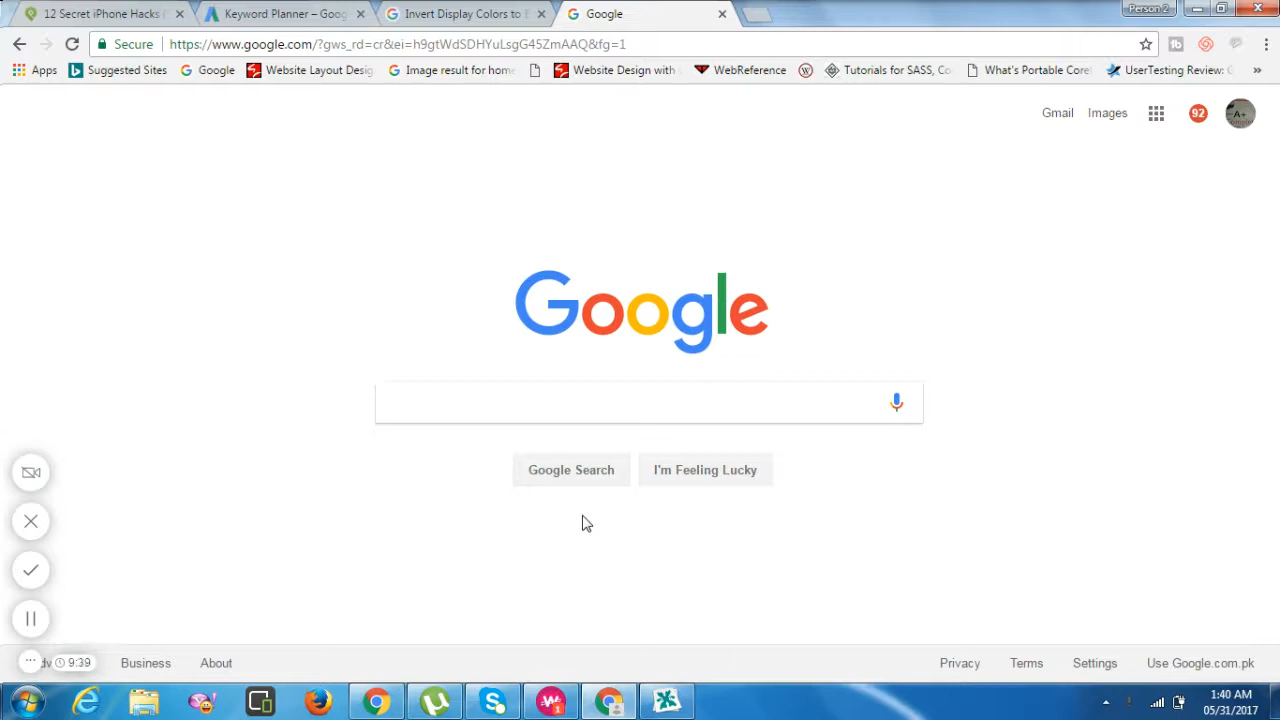 12 Secret iPhone Hacks (
Keyword Planner – Goog
Invert Display Colors to E
Google
Person 2
Secure
https://www.google.com/?gws_rd=cr&ei=h9gtWdSDHYuLsgG45ZmAAQ&fg=1
Apps
Suggested Sites
Google
Website Layout Desig
Image result for home
Website Design with
WebReference
Tutorials for SASS, Co
What's Portable Corel
UserTesting Review: G
Gmail
Images
92
A+
Google
Google Search
I'm Feeling Lucky
9:39
Business
About
Privacy
Terms
Settings
Use Google.com.pk
1:40 AM
05/31/2017